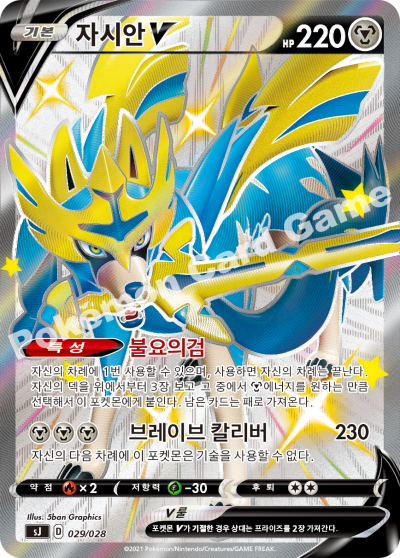 기본 자시안 V HP 220
Pokémon Card Game
특성 불요의검
자신의 차례에 1번 사용할 수 있으며, 사용하면 자신의 차례는 끝난다.
자신의 덱을 위에서부터 3장 보고 그 중에서 에너지를 원하는 만큼
선택해서 이 포켓몬에게 붙인다. 남은 카드는 패로 가져온다.
브레이브 칼리버 230
자신의 다음 차례에 이 포켓몬은 기술을 사용할 수 없다.
약점 ×2 저항력 -30 후퇴
Illus. 5ban Graphics
V룰
sJ D 029/028
포켓몬 V가 기절한 경우 상대는 프라이즈를 2장 가져간다.
©2021 Pokémon/Nintendo/Creatures/GAME FREAK.